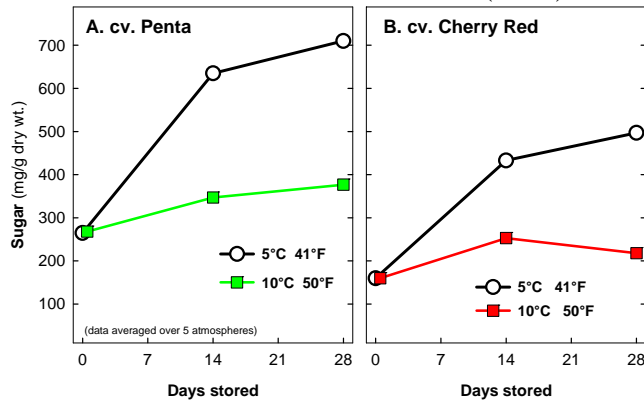 A. cv. Penta
B. cv. Cherry Red
700
600
500
400
300
200
100
Sugar (mg/g dry wt.)
5°C 41°F
10°C 50°F
5°C 41°F
10°C 50°F
(data averaged over 5 atmospheres)
0 7 14 21 28
0 7 14 21 28
Days stored
Days stored